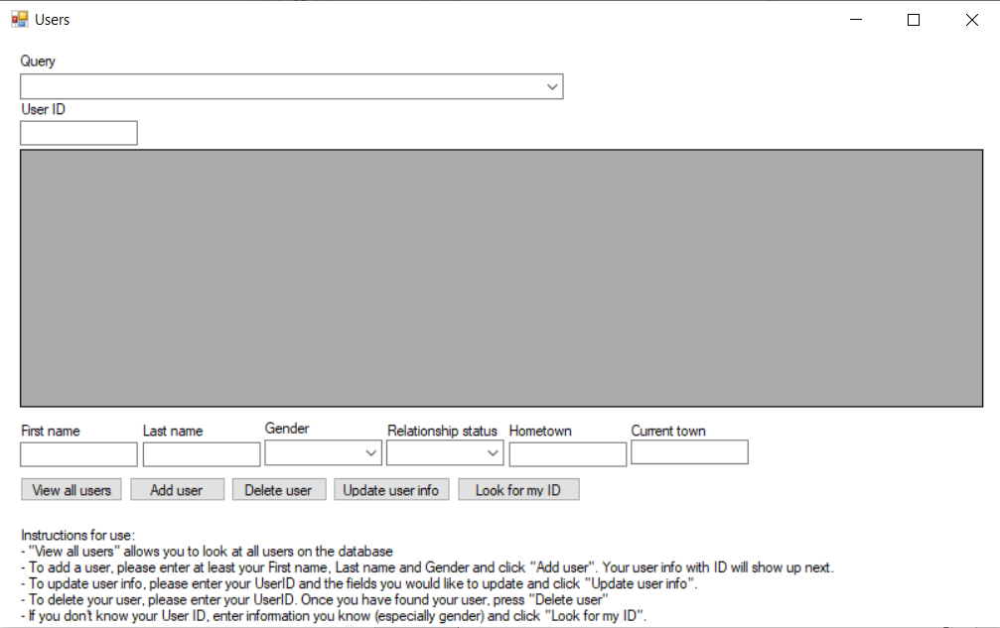 Users
Query
User ID
First name Last name Gender Relationship status Hometown Current town
View all users Add user Delete user Update user info Look for my ID
Instructions for use:
- "View all users" allows you to look at all users on the database
- To add a user, please enter at least your First name, Last name and Gender and click "Add user". Your user info with ID will show up next.
- To update user info, please enter your UserID and the fields you would like to update and click "Update user info".
- To delete your user, please enter your UserID. Once you have found your user, press "Delete user"
- If you don't know your User ID, enter information you know (especially gender) and click "Look for my ID".